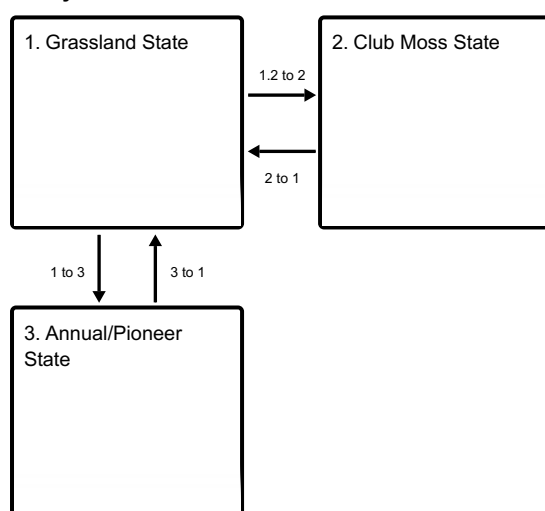 1. Grassland State
2. Club Moss State
1.2 to 2
2 to 1
1 to 3
3 to 1
3. Annual/Pioneer
State